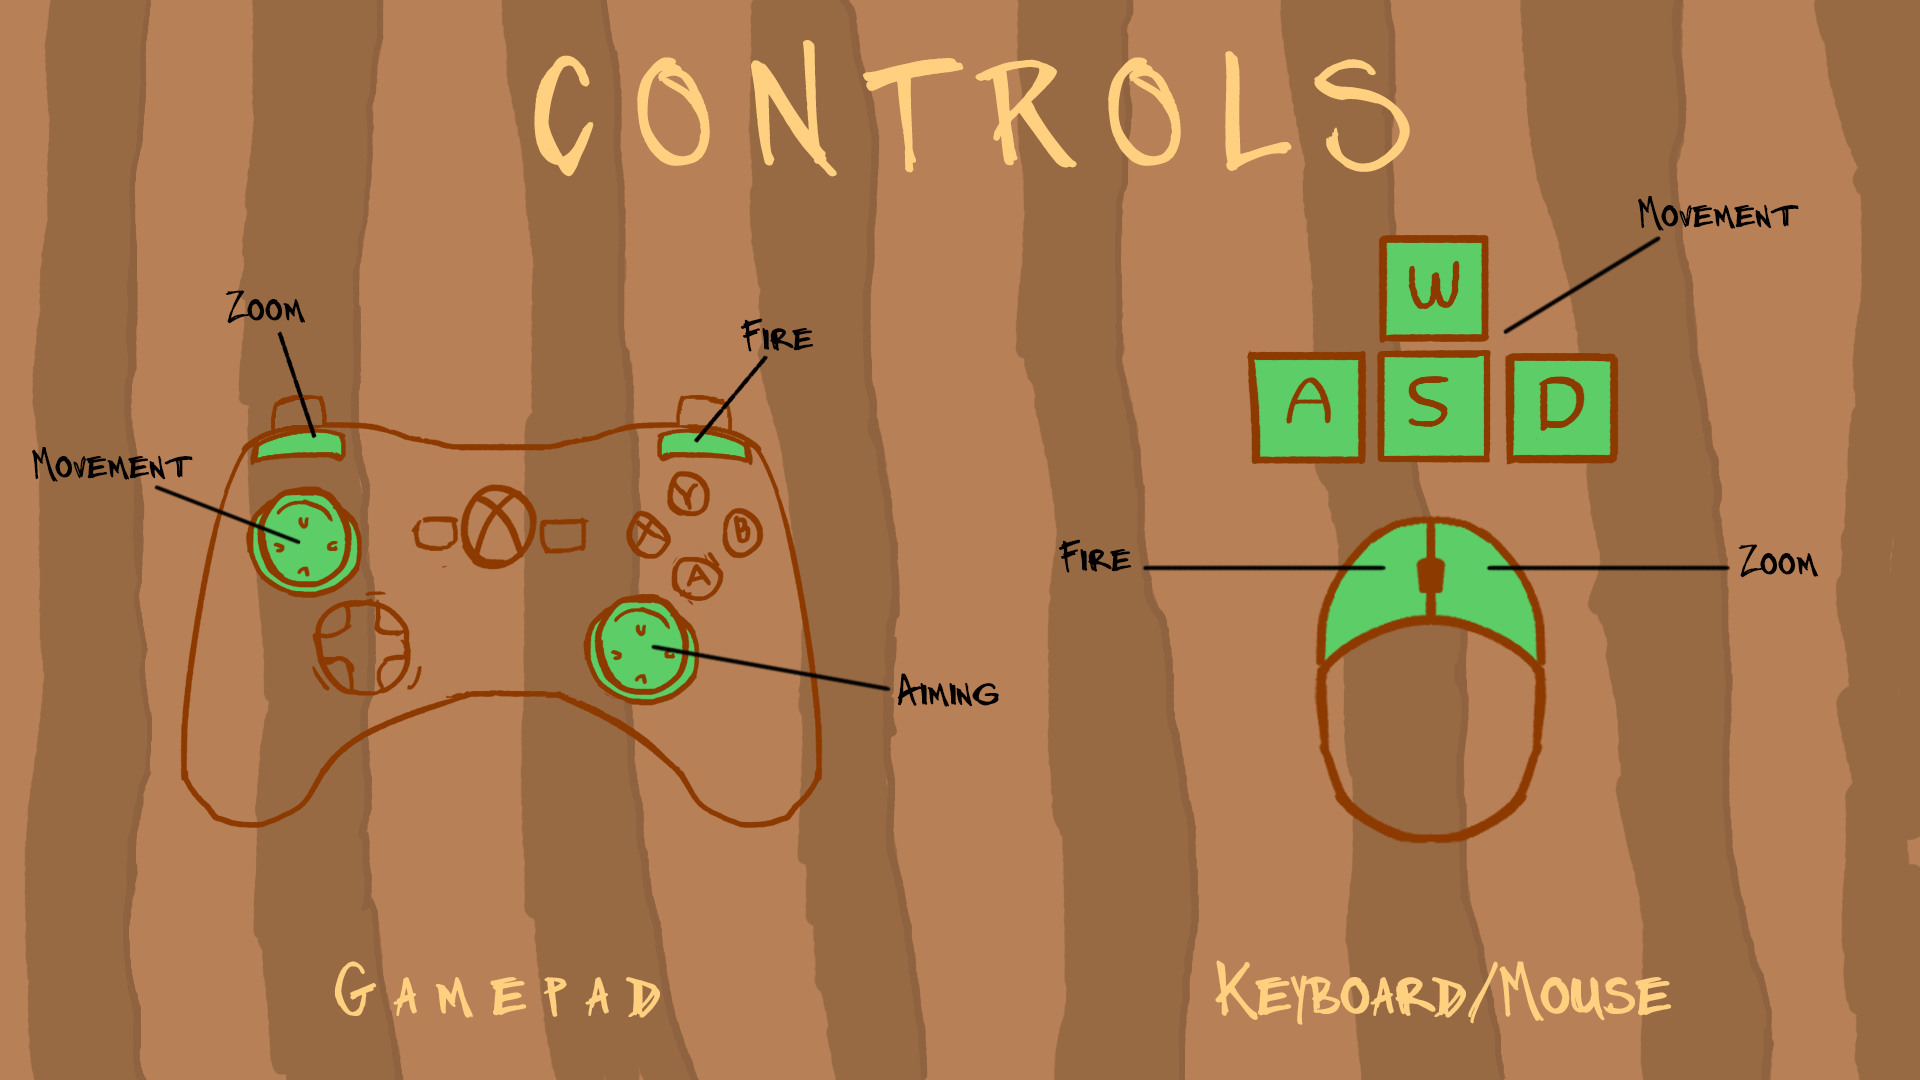 CONTROLS
MOVEMENT
W
A S D
ZOOM
FIRE
MOVEMENT
Y
X B
A
AIMING
FIRE
ZOOM
GAMEPAD
KEYBOARD/MOUSE